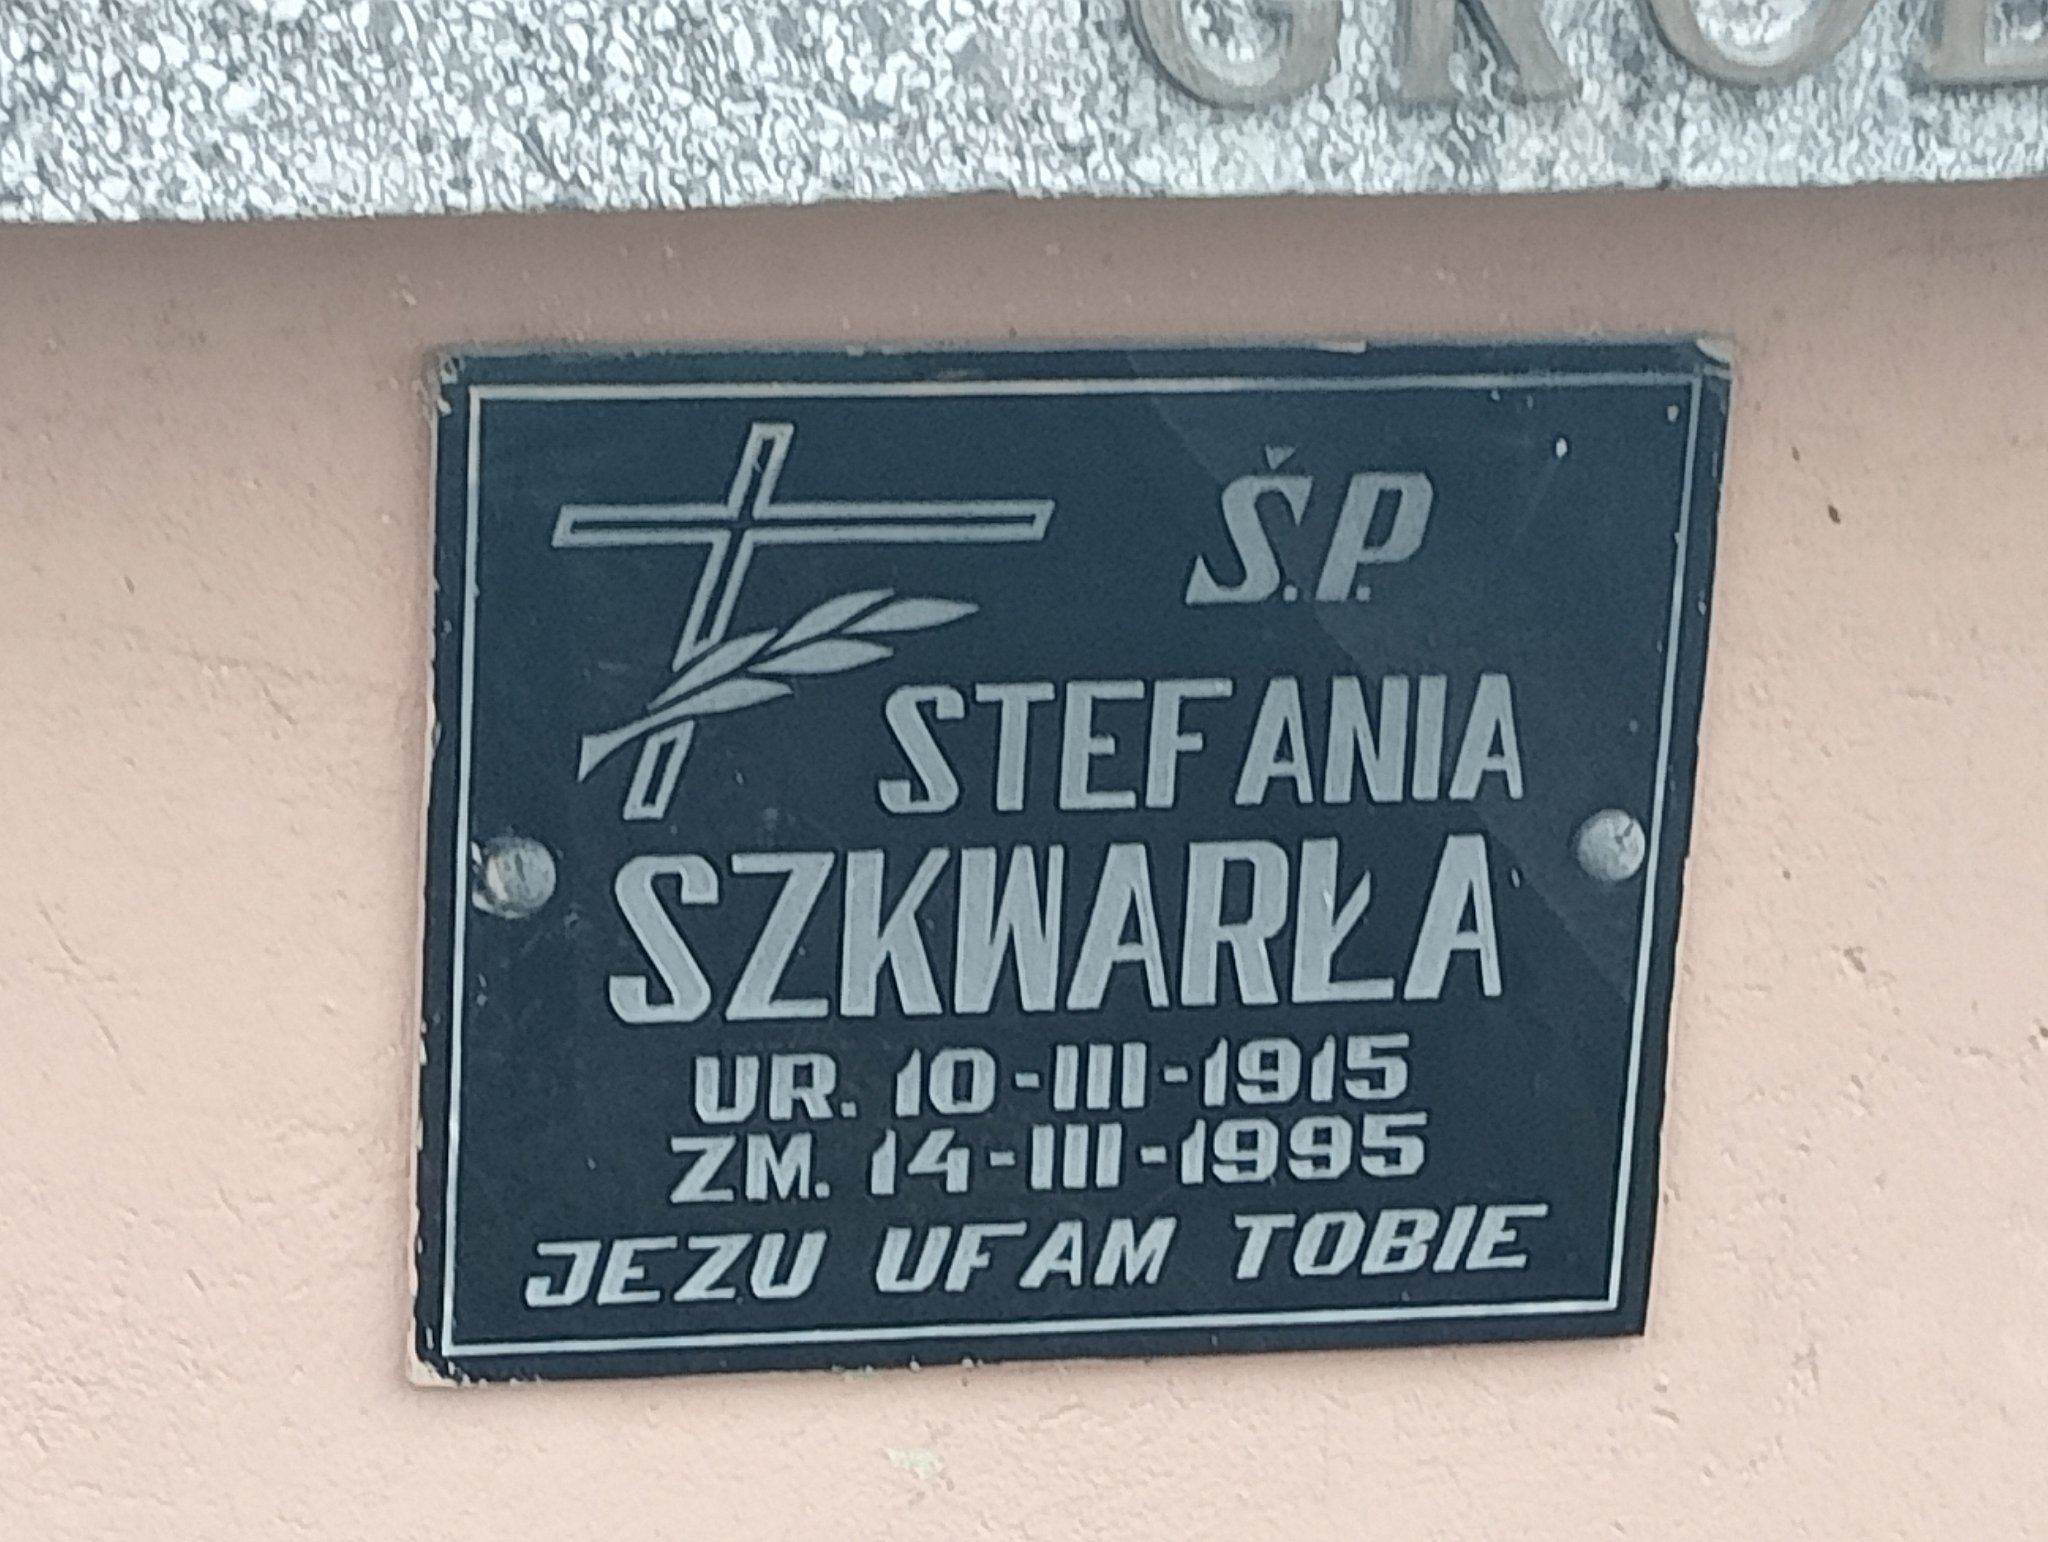 Ś.P.
STEFANIA
SZKWARŁA
UR. 10-III-1915
ZM. 14-III-1995
JEZU UFAM TOBIE